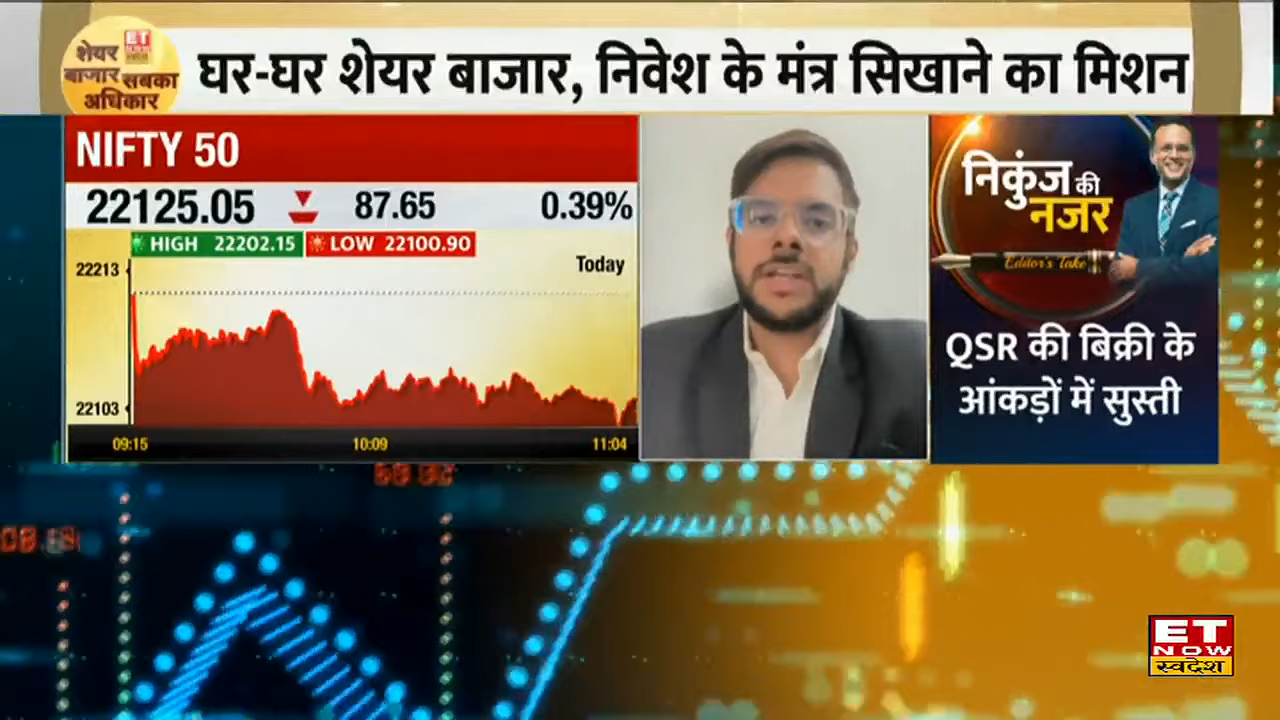 शेयर
बाजार सबका
अधिकार
ET
NOW
घर-घर शेयर बाजार, निवेश के मंत्र सिखाने का मिशन
NIFTY 50
22125.05 87.65 0.39%
HIGH 22202.15 LOW 22100.90
Today
22213
22103
09:15 10:09 11:04
निकुंज की
नजर
Editor's Take
QSR की बिक्री के
आंकड़ों में सुस्ती
ET
NOW
स्वदेश